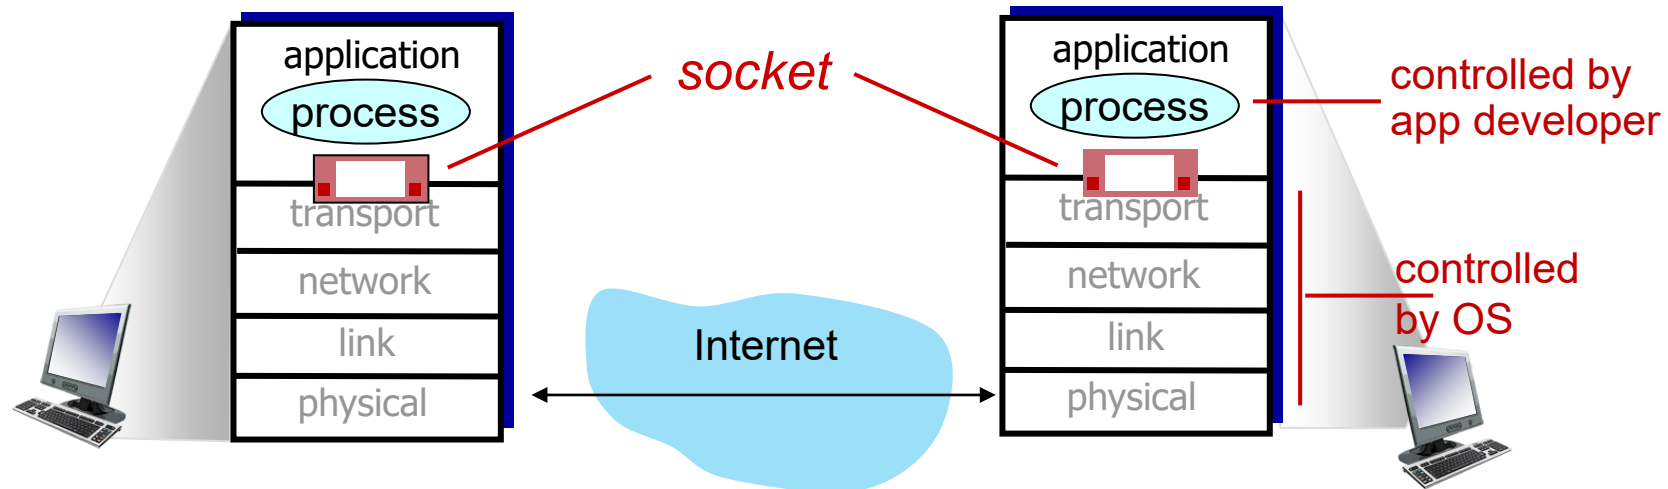 application
process
transport
network
link
physical
socket
Internet
application
process
transport
network
link
physical
controlled by
app developer
controlled
by OS